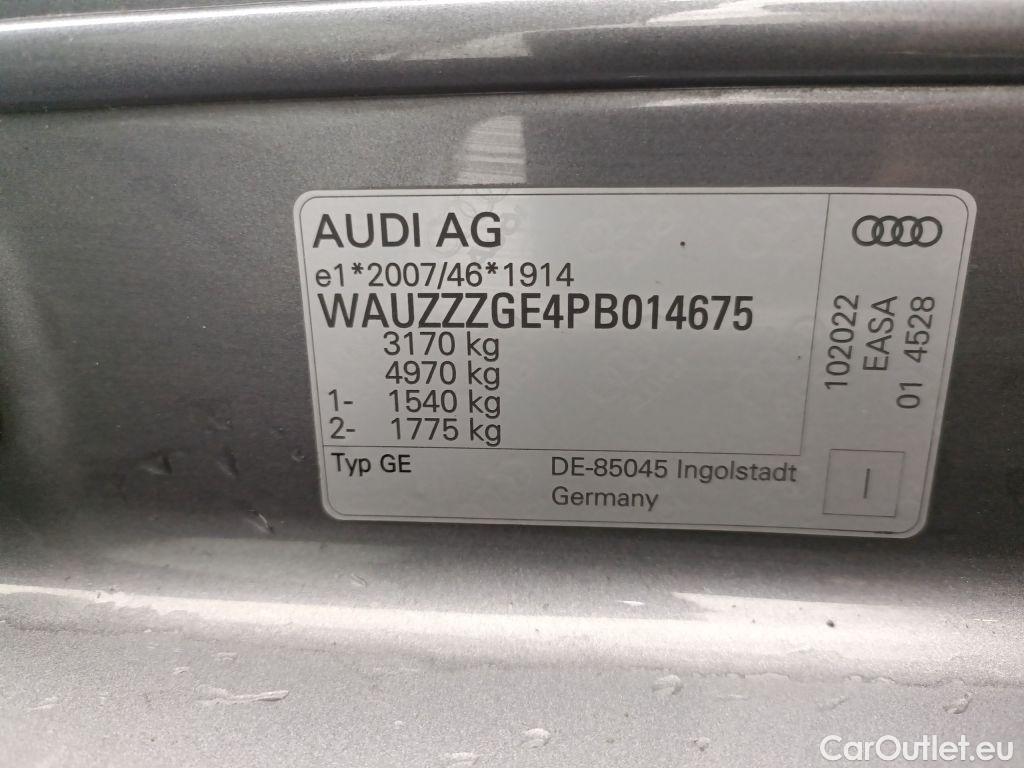 AUDI AG
e1*2007/46*1914
WAUZZZGE4PB014675
3170 kg
4970 kg
1- 1540 kg
2- 1775 kg
Typ GE
DE-85045 Ingolstadt
Germany
102022
EASA
01 4528
I
CarOutlet.eu